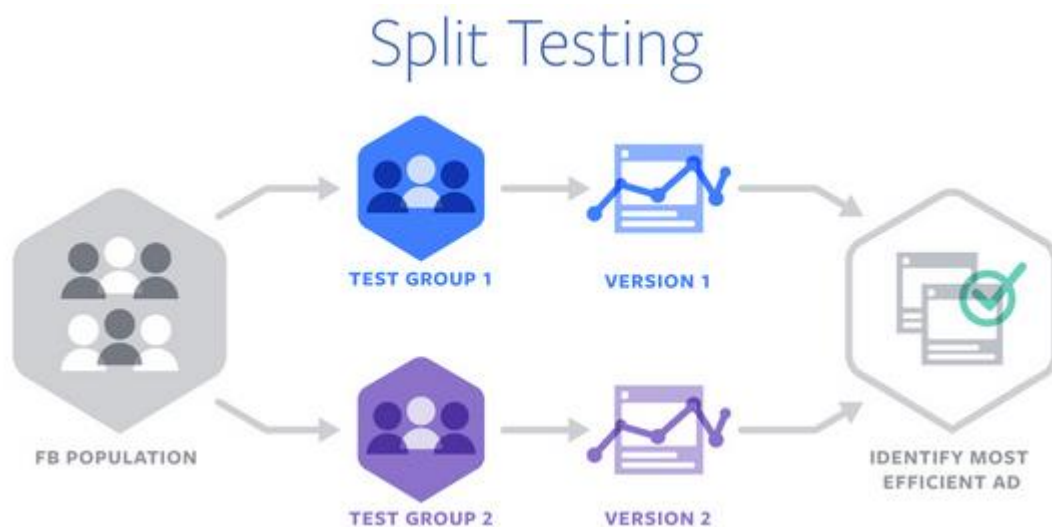 Split Testing
TEST GROUP 1
VERSION 1
FB POPULATION
IDENTIFY MOST
EFFICIENT AD
TEST GROUP 2
VERSION 2